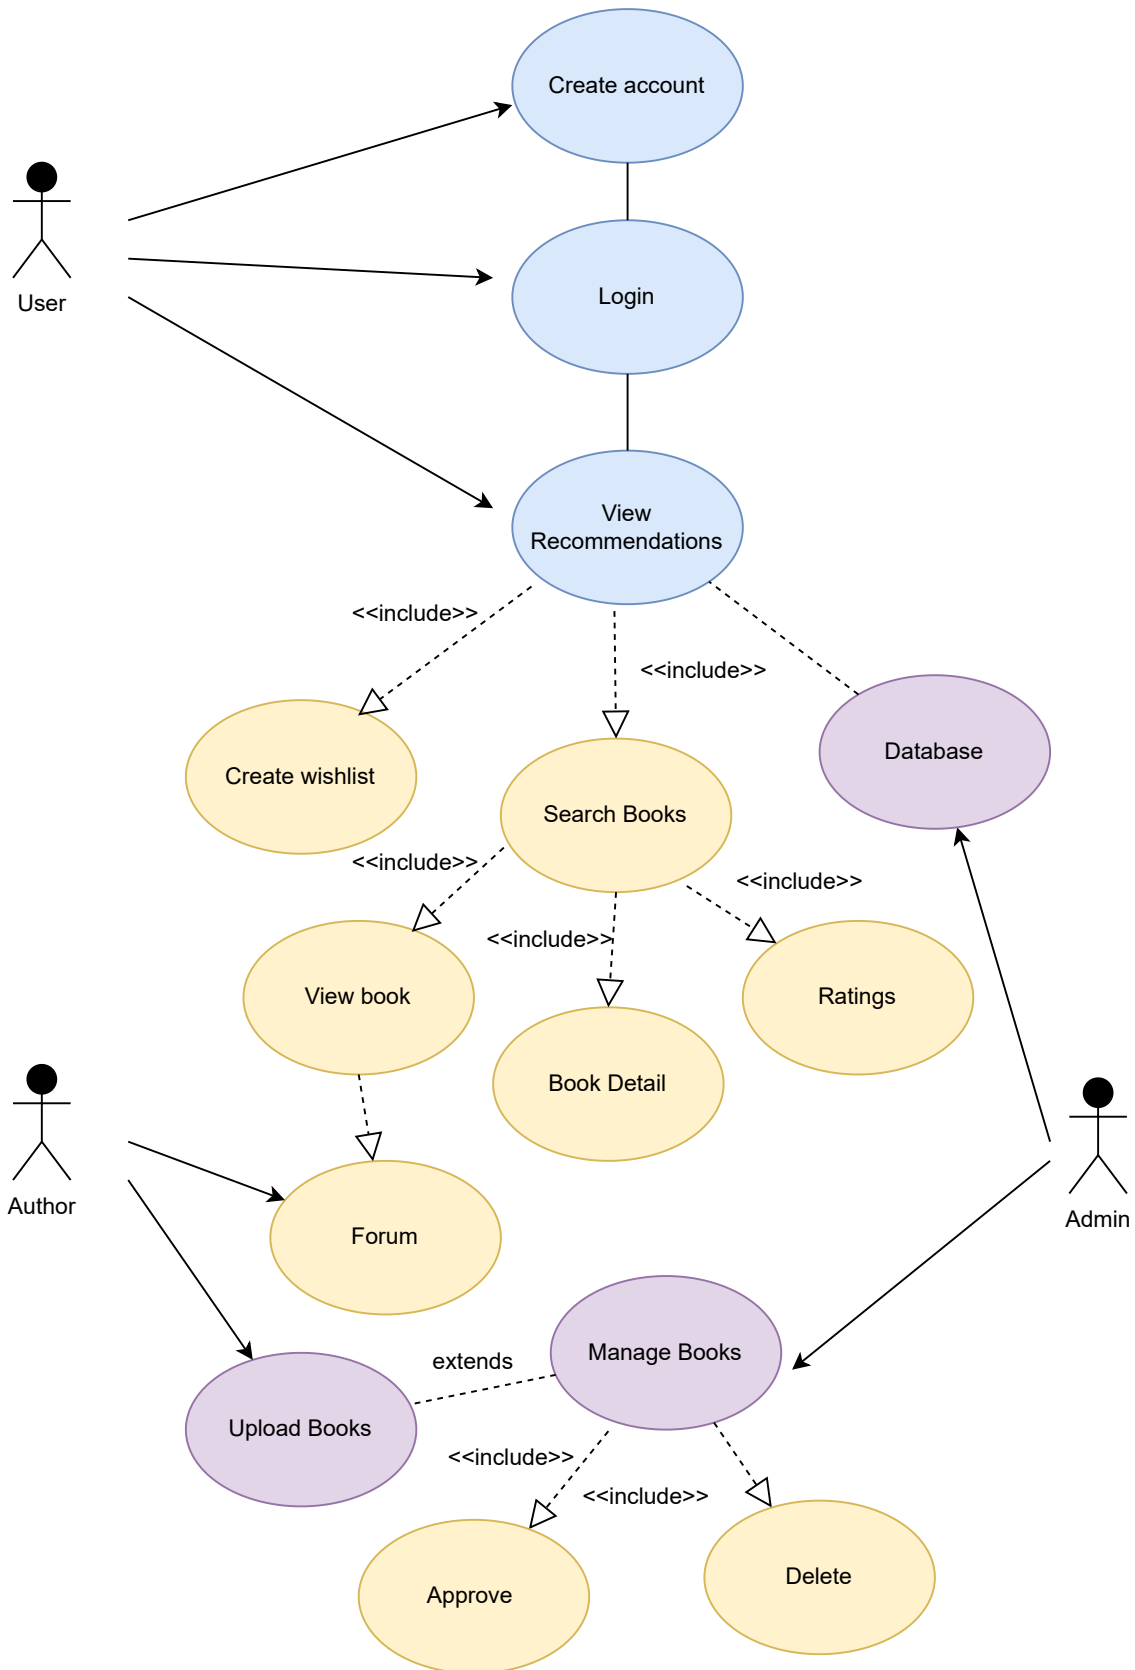 Create account
User
Login
View
Recommendations
<<include>>
<<include>>
Database
Create wishlist
Search Books
<<include>>
<<include>>
<<include>>
View book
Ratings
Book Detail
Author
Admin
Forum
Manage Books
extends
Upload Books
<<include>>
<<include>>
Approve
Delete